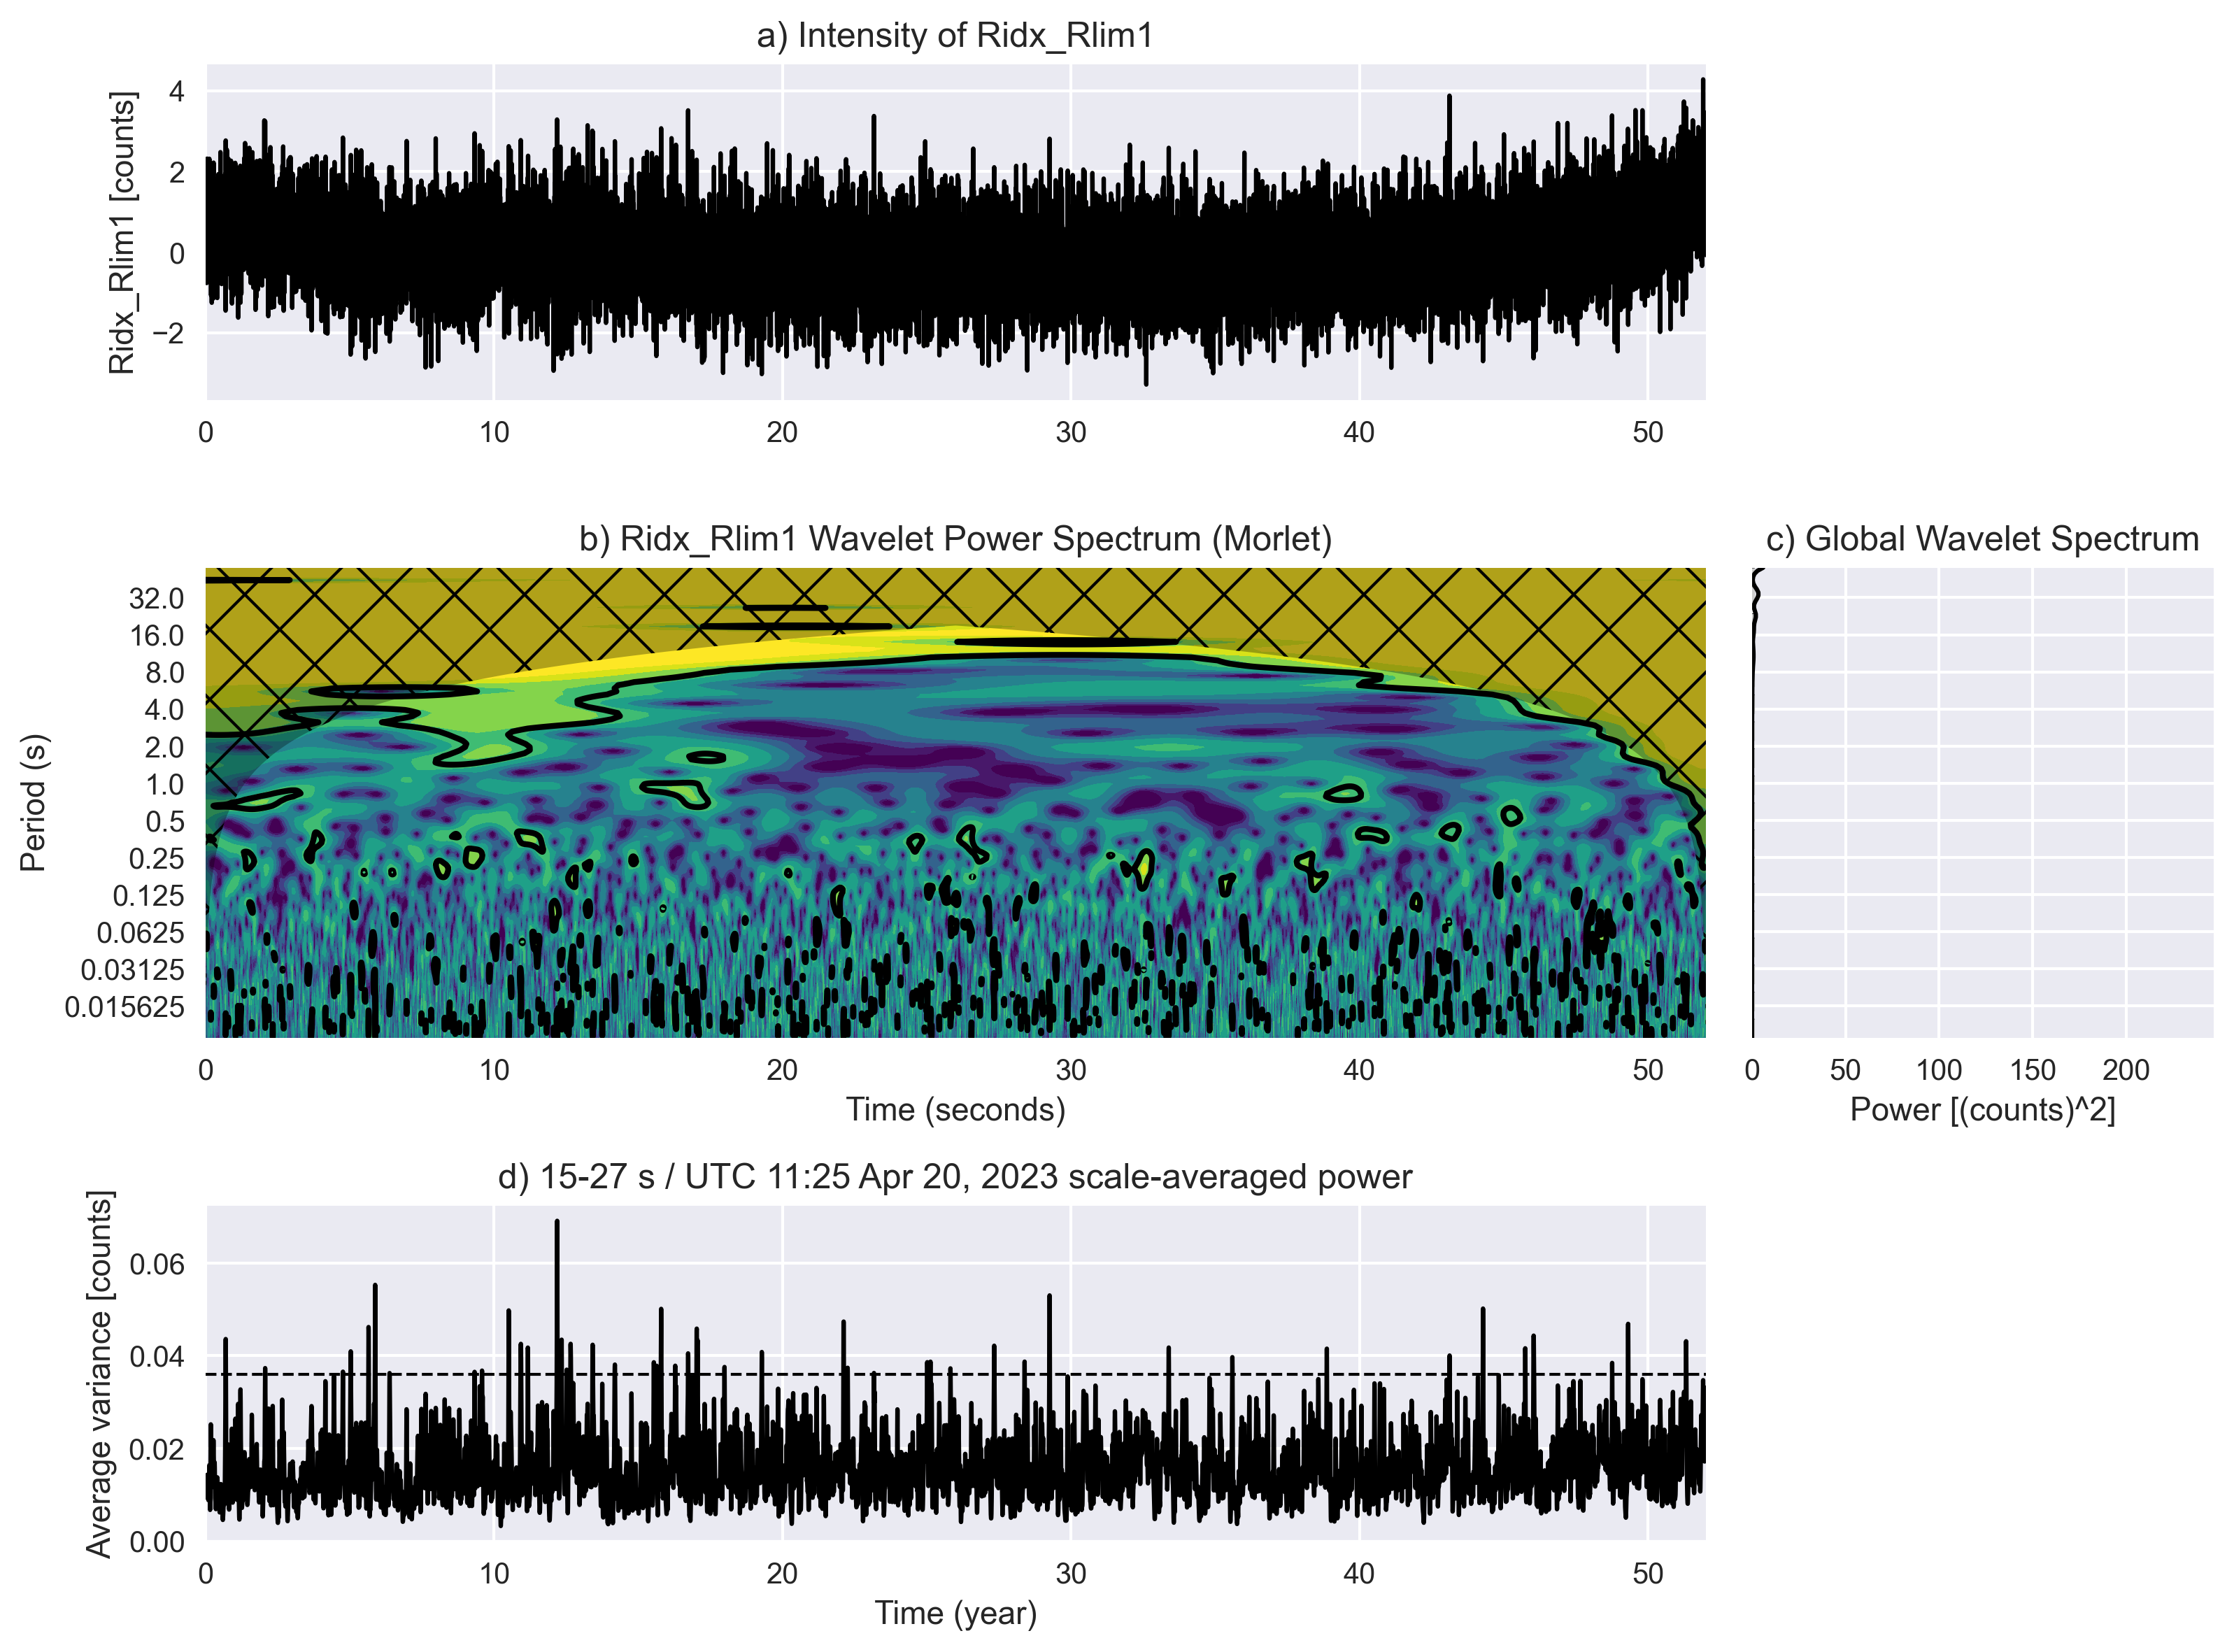 a) Intensity of Ridx_Rlim1
Ridx_Rlim1 [counts]
4
2
0
−2
0 10 20 30 40 50
b) Ridx_Rlim1 Wavelet Power Spectrum (Morlet)
Period (s)
32.0
16.0
8.0
4.0
2.0
1.0
0.5
0.25
0.125
0.0625
0.03125
0.015625
0 10 20 30 40 50
Time (seconds)
c) Global Wavelet Spectrum
0 50 100 150 200
Power [(counts)^2]
d) 15-27 s / UTC 11:25 Apr 20, 2023 scale-averaged power
Average variance [counts]
0.06
0.04
0.02
0.00
0 10 20 30 40 50
Time (year)